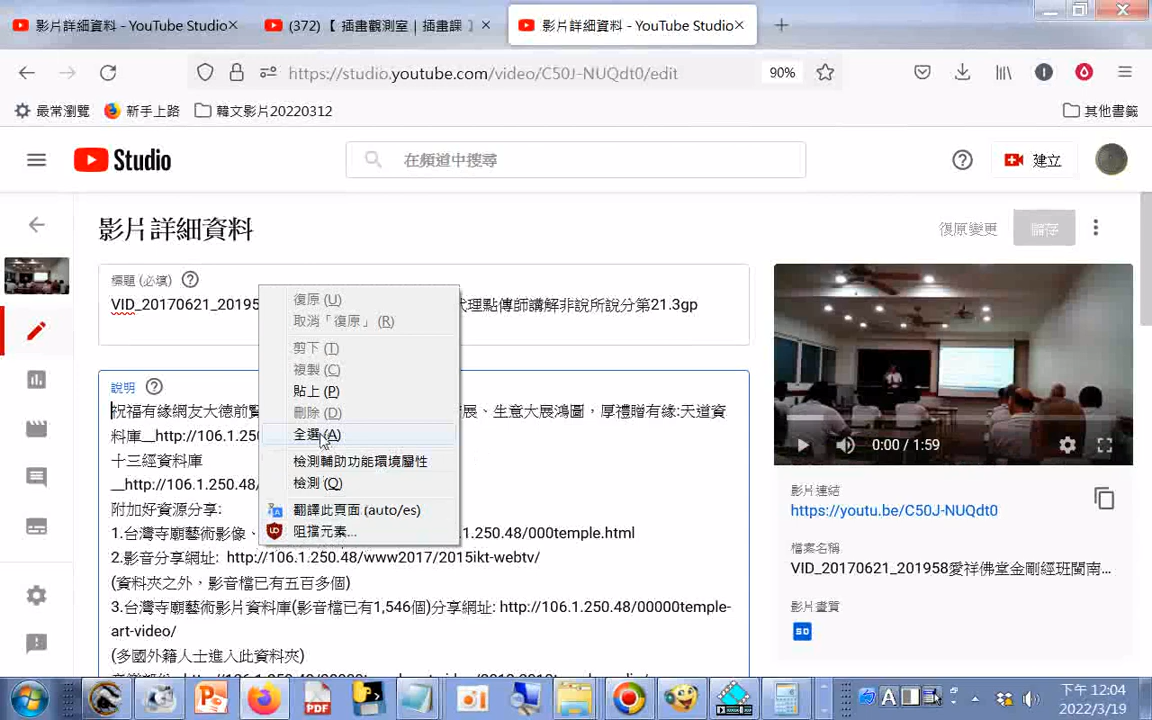 影片詳細資料 - YouTube Studio
(372)【 插畫觀測室 | 插畫課 】
影片詳細資料 - YouTube Studio
https://studio.youtube.com/video/C50J-NUQdt0/edit
90%
最常瀏覽
新手上路
韓文影片20220312
其他書籤
Studio
在頻道中搜尋
建立
影片詳細資料
復原變更
儲存
標題 (必填)
VID_20170621_20195
代理點傳師講解非說所說分第21.3gp
復原 (U)
取消「復原」 (R)
剪下 (T)
複製 (C)
貼上 (P)
刪除 (D)
全選 (A)
檢測輔助功能環境屬性
檢測 (Q)
翻譯此頁面 (auto/es)
阻擋元素...
說明
祝福有緣網友大德前賢
展、生意大展鴻圖，厚禮贈有緣:天道資
料庫__http://106.1.250
十三經資料庫
__http://106.1.250.48/
附加好資源分享:
1.台灣寺廟藝術影像、
0.48/000temple.html
2.影音分享網址: http://106.1.250.48/www2017/2015ikt-webtv/
(資料夾之外，影音檔已有五百多個)
3.台灣寺廟藝術影片資料庫(影音檔已有1,546個)分享網址: http://106.1.250.48/00000temple-
art-video/
(多國外籍人士進入此資料夾)
0:00 / 1:59
影片連結
https://youtu.be/C50J-NUQdt0
檔案名稱
VID_20170621_201958愛祥佛堂金剛經班閩南...
影片畫質
SD
PDF
A
下午 12:04
2022/3/19